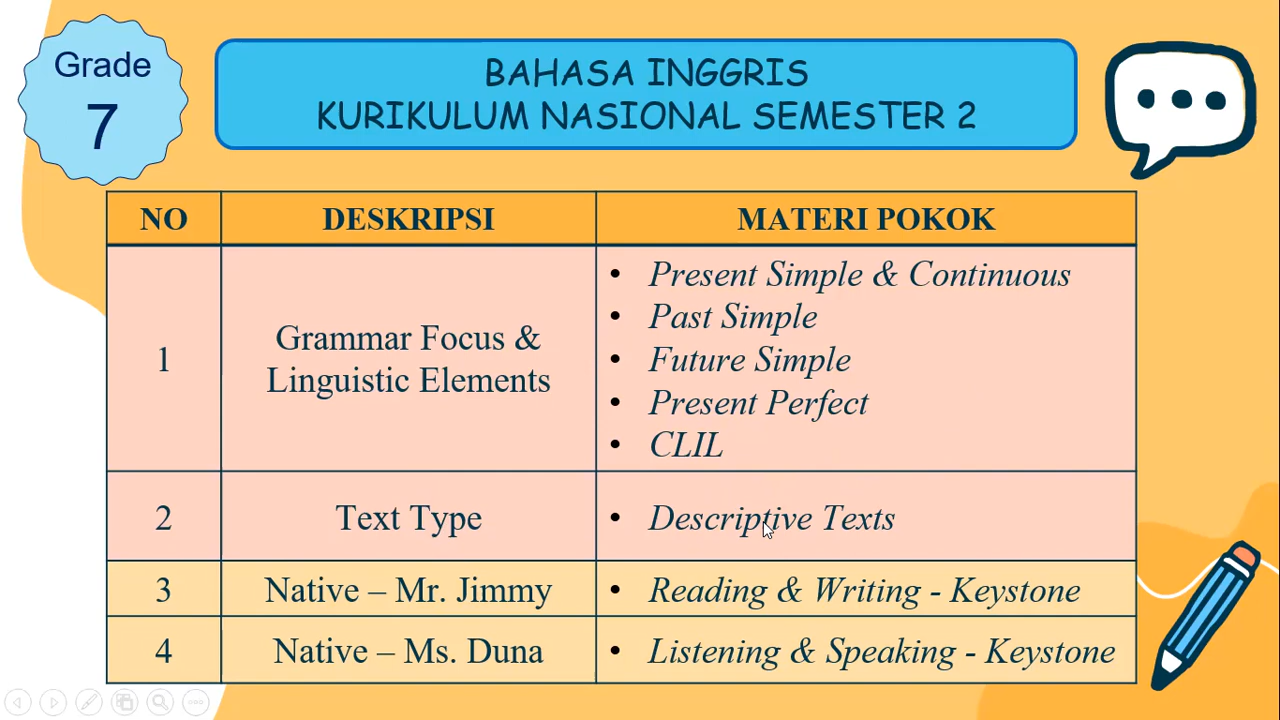 Grade
7
BAHASA INGGRIS
KURIKULUM NASIONAL SEMESTER 2
NO DESKRIPSI MATERI POKOK
1 Grammar Focus & Linguistic Elements
• Present Simple & Continuous
• Past Simple
• Future Simple
• Present Perfect
• CLIL
2 Text Type • Descriptive Texts
3 Native – Mr. Jimmy • Reading & Writing - Keystone
4 Native – Ms. Duna • Listening & Speaking - Keystone